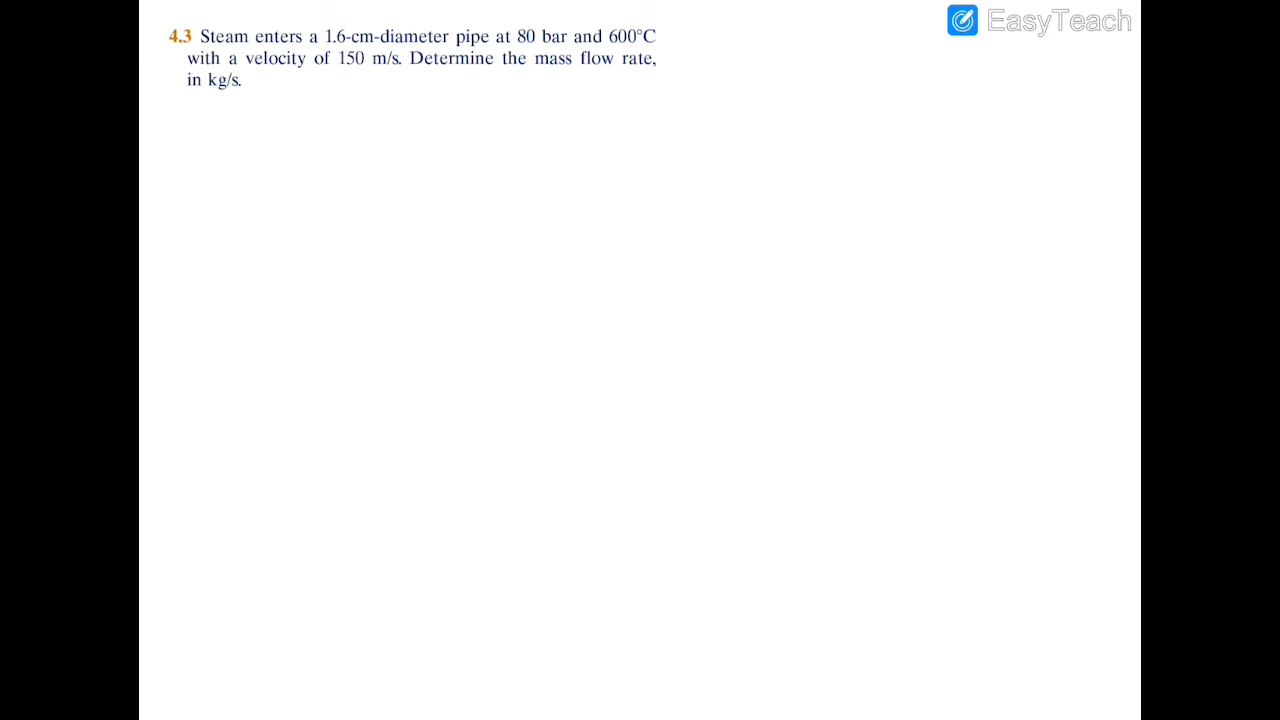 EasyTeach
4.3 Steam enters a 1.6-cm-diameter pipe at 80 bar and 600°C
with a velocity of 150 m/s. Determine the mass flow rate,
in kg/s.